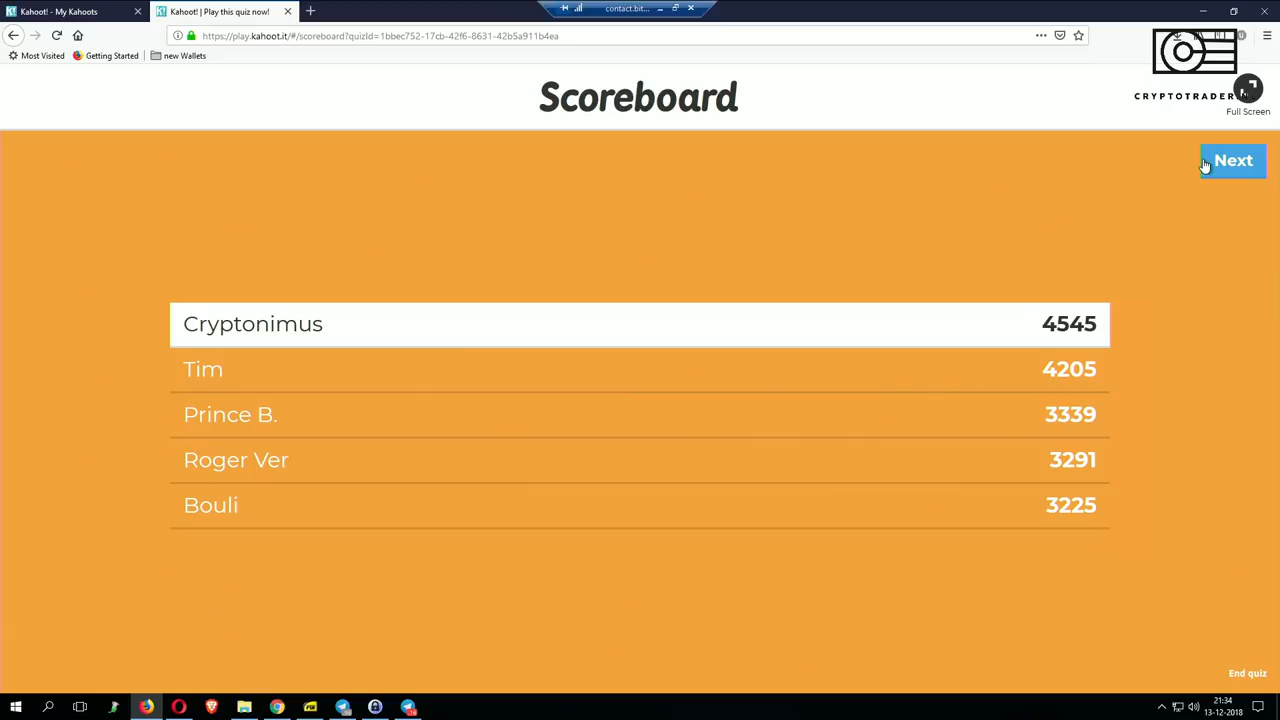 Kahoot! - My Kahoots
Kahoot! | Play this quiz now!
contact.bit...
https://play.kahoot.it/#/scoreboard?quizId=1bbec752-17cb-42f6-8631-42b5a911b4ea
Most Visited
Getting Started
new Wallets
CRYPTOTRADER
Full Screen
Scoreboard
Next
Cryptonimus 4545
Tim 4205
Prince B. 3339
Roger Ver 3291
Bouli 3225
End quiz
21:34
13-12-2018